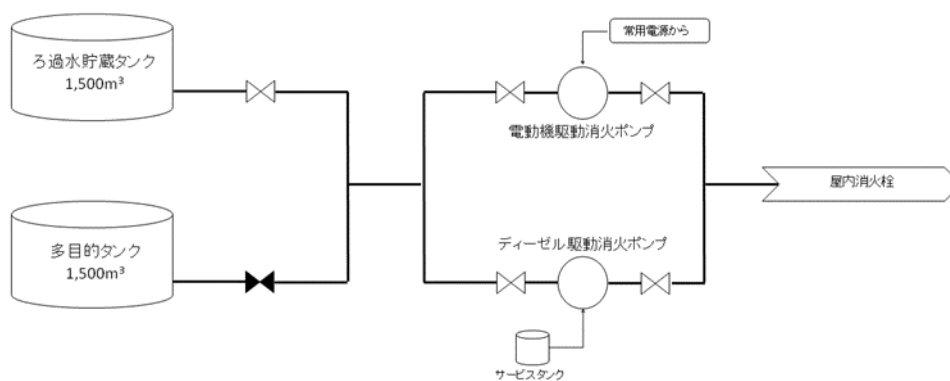 常用電源から
ろ過水貯蔵タンク
1,500m³
電動機駆動消火ポンプ
屋内消火栓
多目的タンク
1,500m³
ディーゼル駆動消火ポンプ
サービスタンク